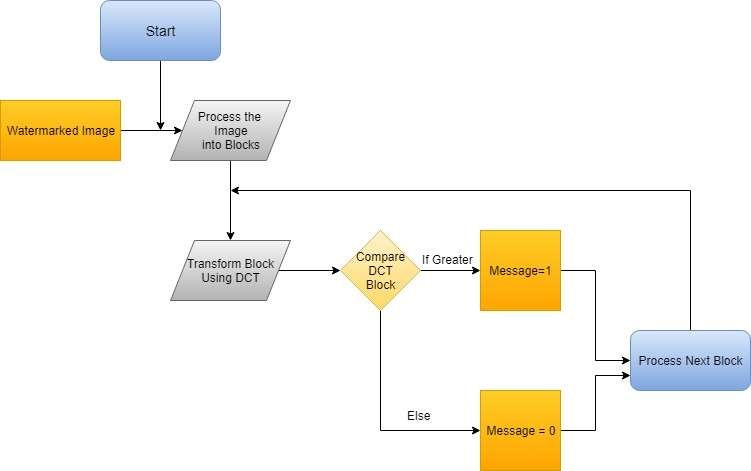 Start
Watermarked Image
Process the
Image
into Blocks
Transform Block
Using DCT
Compare
DCT
Block
If Greater
Message=1
Process Next Block
Else
Message = 0